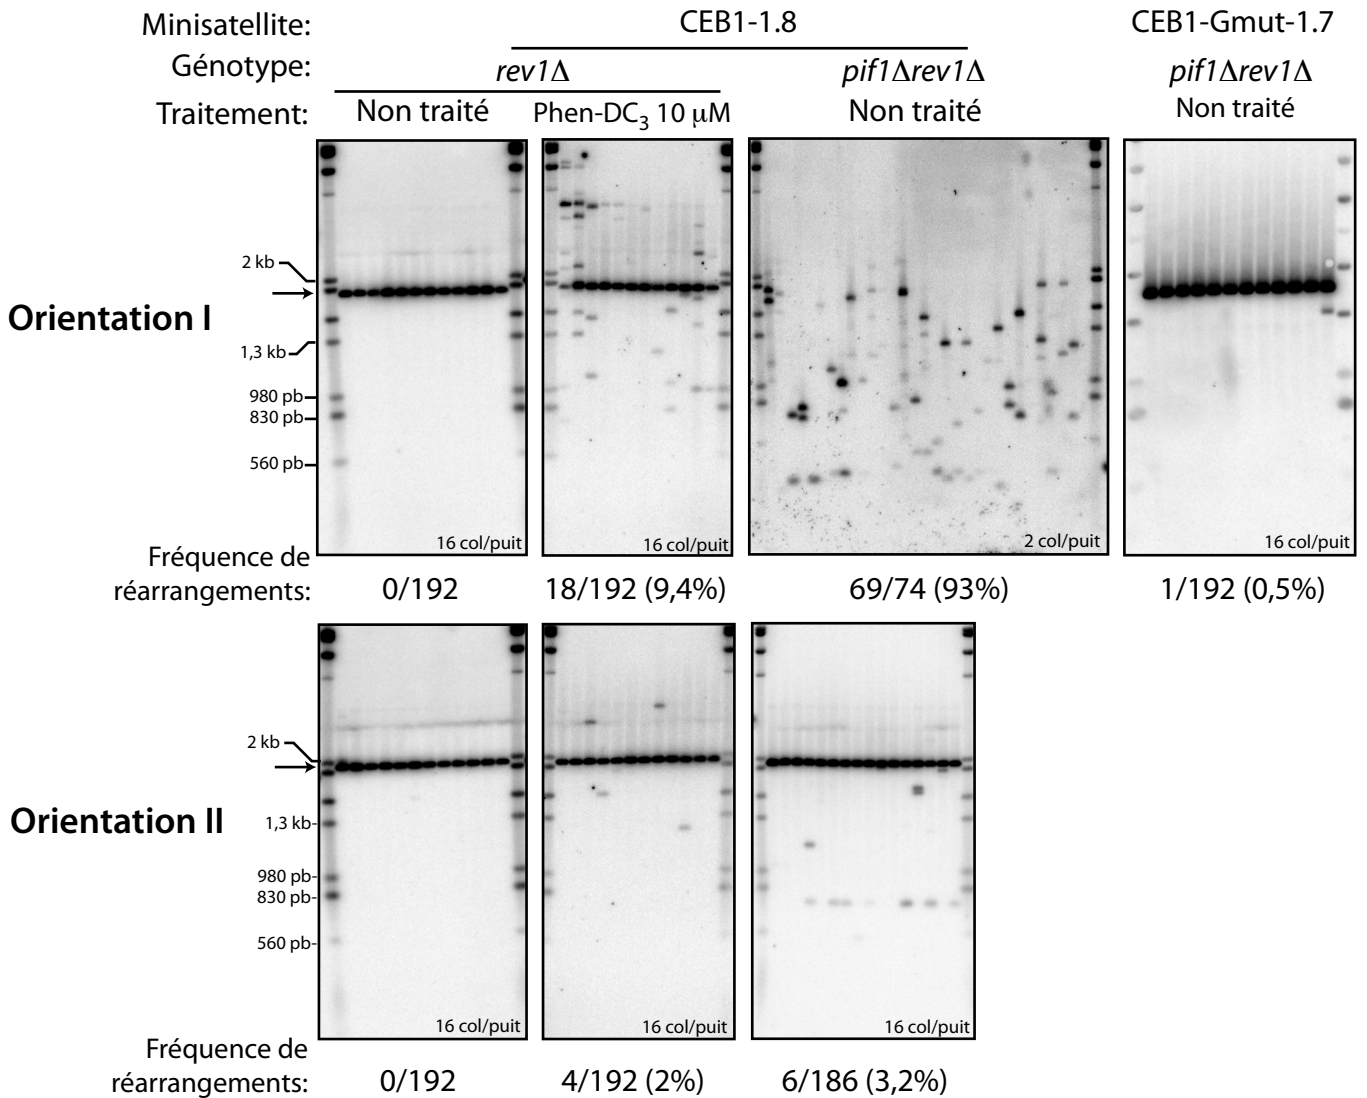 Minisatellite: CEB1-1.8 CEB1-Gmut-1.7
Génotype: rev1Δ pif1Δrev1Δ pif1Δrev1Δ
Traitement: Non traité Phen-DC3 10 µM Non traité Non traité
Orientation I
2 kb
1,3 kb
980 pb
830 pb
560 pb
16 col/puit 16 col/puit 2 col/puit 16 col/puit
Fréquence de
réarrangements: 0/192 18/192 (9,4%) 69/74 (93%) 1/192 (0,5%)
Orientation II
2 kb
1,3 kb
980 pb
830 pb
560 pb
16 col/puit 16 col/puit 16 col/puit
Fréquence de
réarrangements: 0/192 4/192 (2%) 6/186 (3,2%)